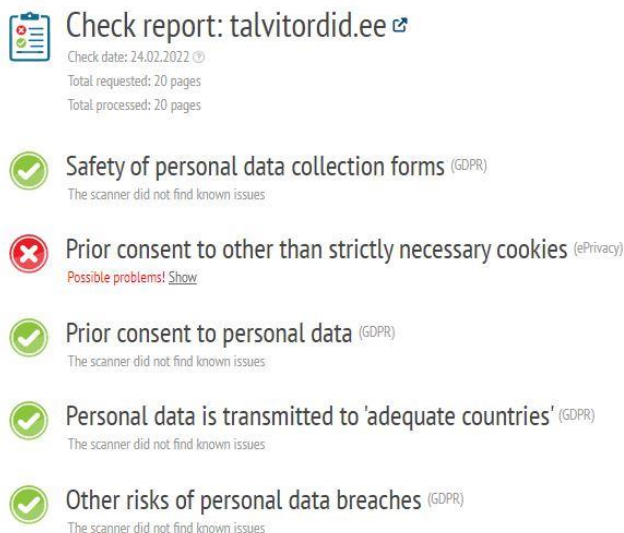 Check report: talvitordid.ee
Check date: 24.02.2022
Total requested: 20 pages
Total processed: 20 pages
Safety of personal data collection forms (GDPR)
The scanner did not find known issues
Prior consent to other than strictly necessary cookies (ePrivacy)
Possible problems! Show
Prior consent to personal data (GDPR)
The scanner did not find known issues
Personal data is transmitted to 'adequate countries' (GDPR)
The scanner did not find known issues
Other risks of personal data breaches (GDPR)
The scanner did not find known issues